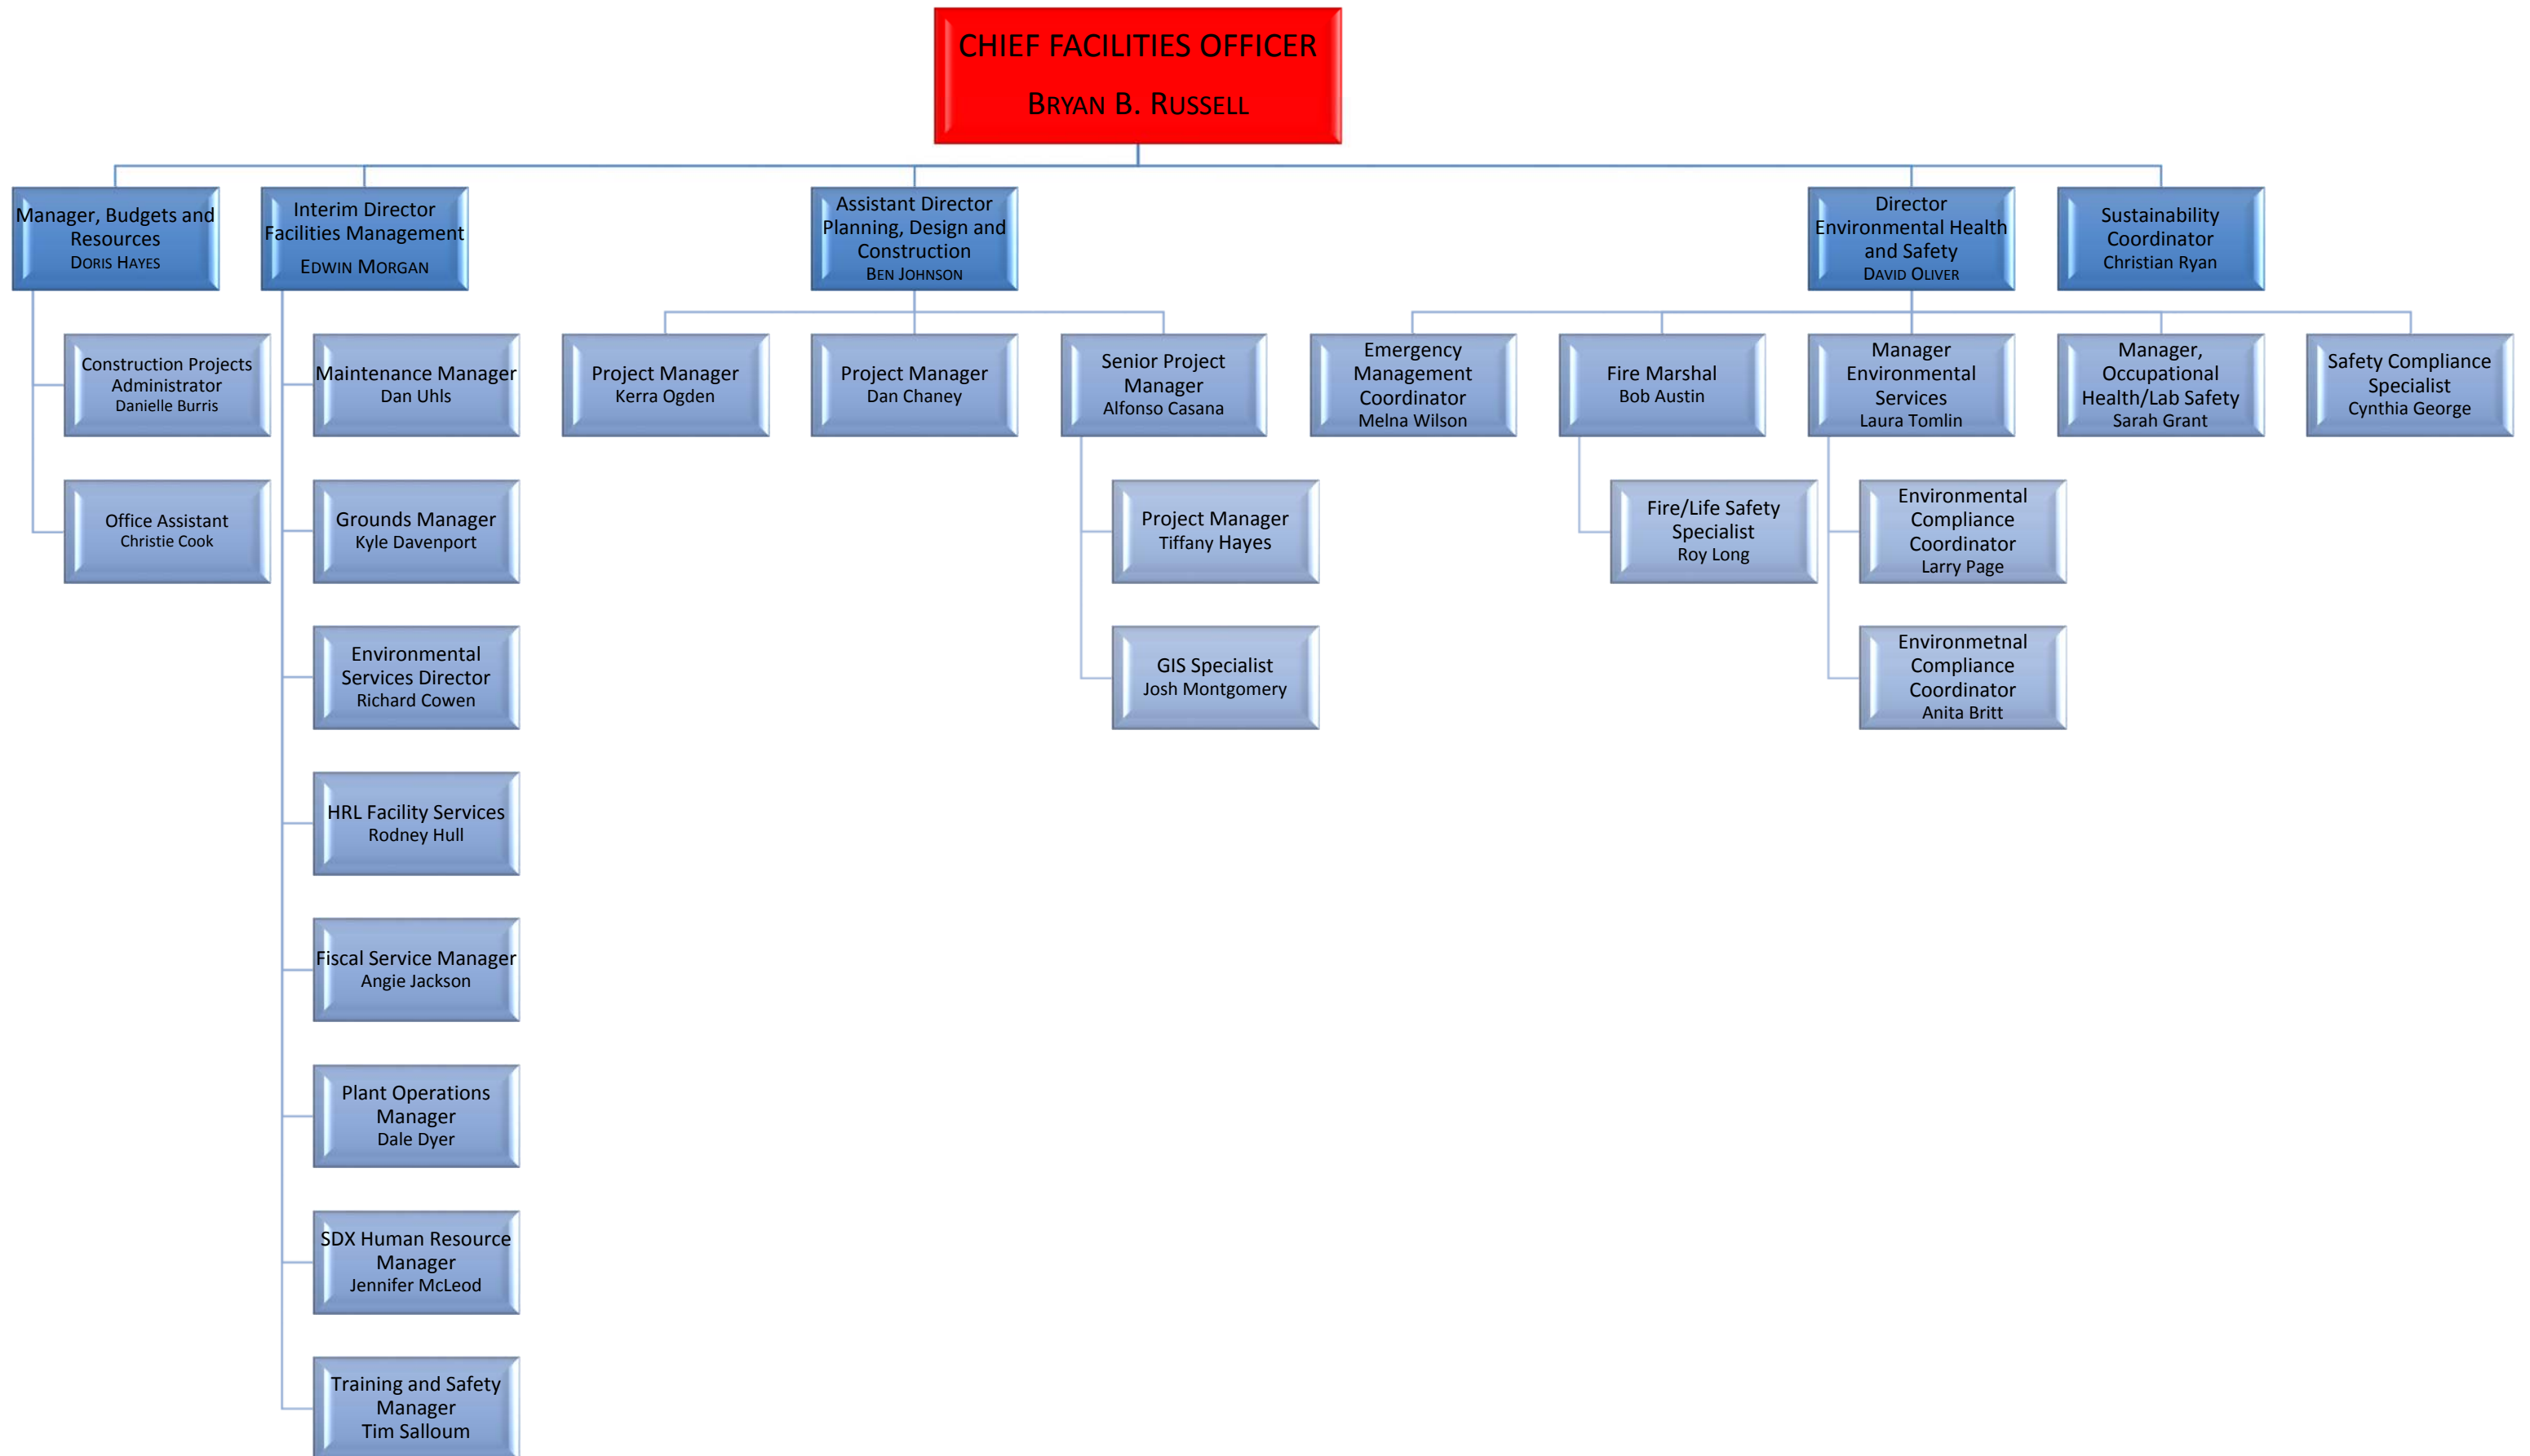 CHIEF FACILITIES OFFICER
BRYAN B. RUSSELL
Manager, Budgets and
Resources
DORIS HAYES
Interim Director
Facilities Management
EDWIN MORGAN
Assistant Director
Planning, Design and
Construction
BEN JOHNSON
Director
Environmental Health
and Safety
DAVID OLIVER
Sustainability
Coordinator
Christian Ryan
Construction Projects
Administrator
Danielle Burris
Office Assistant
Christie Cook
Maintenance Manager
Dan Uhls
Grounds Manager
Kyle Davenport
Environmental
Services Director
Richard Cowen
HRL Facility Services
Rodney Hull
Fiscal Service Manager
Angie Jackson
Plant Operations
Manager
Dale Dyer
SDX Human Resource
Manager
Jennifer McLeod
Training and Safety
Manager
Tim Salloum
Project Manager
Kerra Ogden
Project Manager
Dan Chaney
Senior Project
Manager
Alfonso Casana
Project Manager
Tiffany Hayes
GIS Specialist
Josh Montgomery
Emergency
Management
Coordinator
Melna Wilson
Fire Marshal
Bob Austin
Fire/Life Safety
Specialist
Roy Long
Manager
Environmental
Services
Laura Tomlin
Environmental
Compliance
Coordinator
Larry Page
Environmetnal
Compliance
Coordinator
Anita Britt
Manager,
Occupational
Health/Lab Safety
Sarah Grant
Safety Compliance
Specialist
Cynthia George